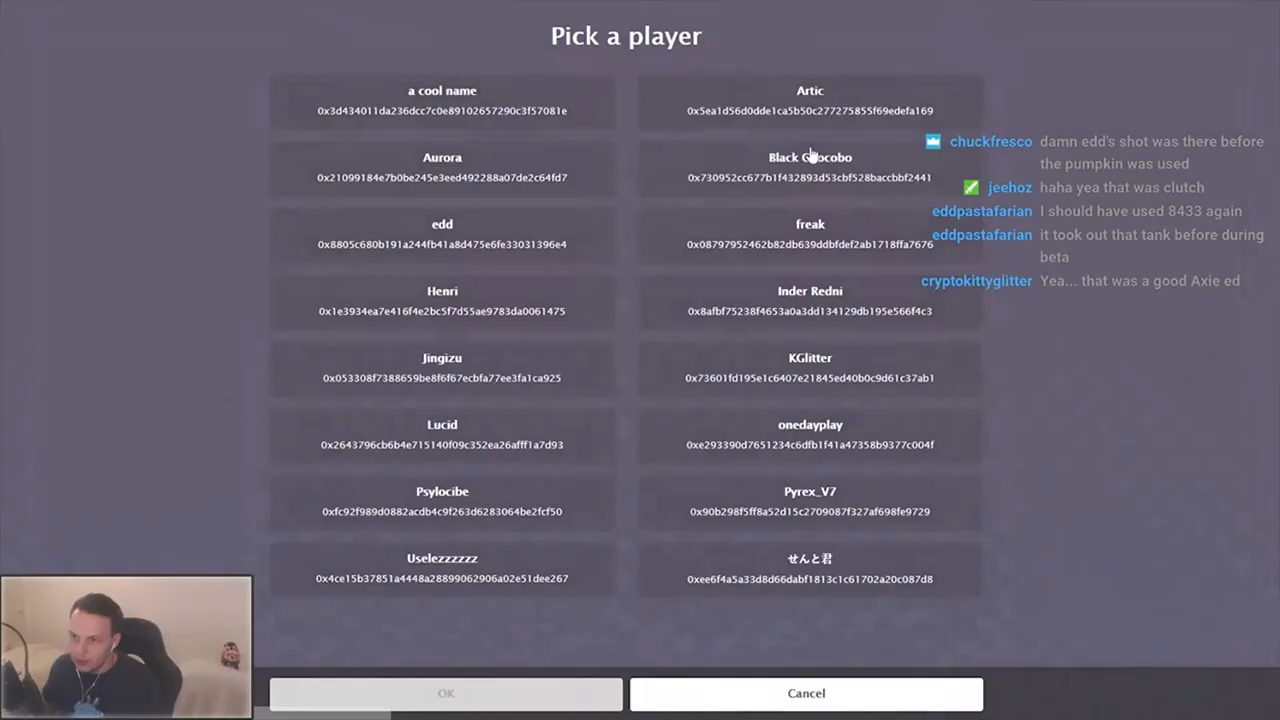 Pick a player
a cool name
0x3d434011da236dcc7c0e89102657290c3f57081e
Artic
0x5ea1d56d0dde1ca5b50c277275855f69edefa169
Aurora
0x21099184e7b0be245e3eed492288a07de2c64fd7
Black
0x730952cc677b1f432893d53cbf528baccbbf2441
edd
0x8805c680b191a244fb41a8d475e6fe33031396e4
freak
0x08797952462b82db639ddbfdef2ab1718ffa7676
Henri
0x1e3934ea7e416f4e2bc5f7d55ae9783da0061475
Inder Redni
0x8afbf75238f4653a0a3dd134129db195e566f4c3
Jingizu
0x053308f7388659be8f6f67ecbfa77ee3fa1ca925
KGlitter
0x73601fd195e1c6407e21845ed40b0c9d61c37ab1
Lucid
0x2643796cb6b4e715140f09c352ea26afff1a7d93
onedayplay
0xe293390d7651234c6dfb1f41a47358b9377c004f
Psylocibe
0xfc92f989d0882acdb4c9f263d6283064be2fcf50
Pyrex_V7
0x90b298f5ff8a52d15c2709087f327af698fe9729
Uselezzzzzz
0x4ce15b37851a4448a28899062906a02e51dee267
せんと君
0xee6f4a5a33d8d66dabf1813c1c61702a20c087d8
chuckfresco damn edd's shot was there before
the pumpkin was used
jeehoz haha yea that was clutch
eddpastafarian I should have used 8433 again
eddpastafarian it took out that tank before during
beta
cryptokittyglitter Yea... that was a good Axie ed
OK
Cancel